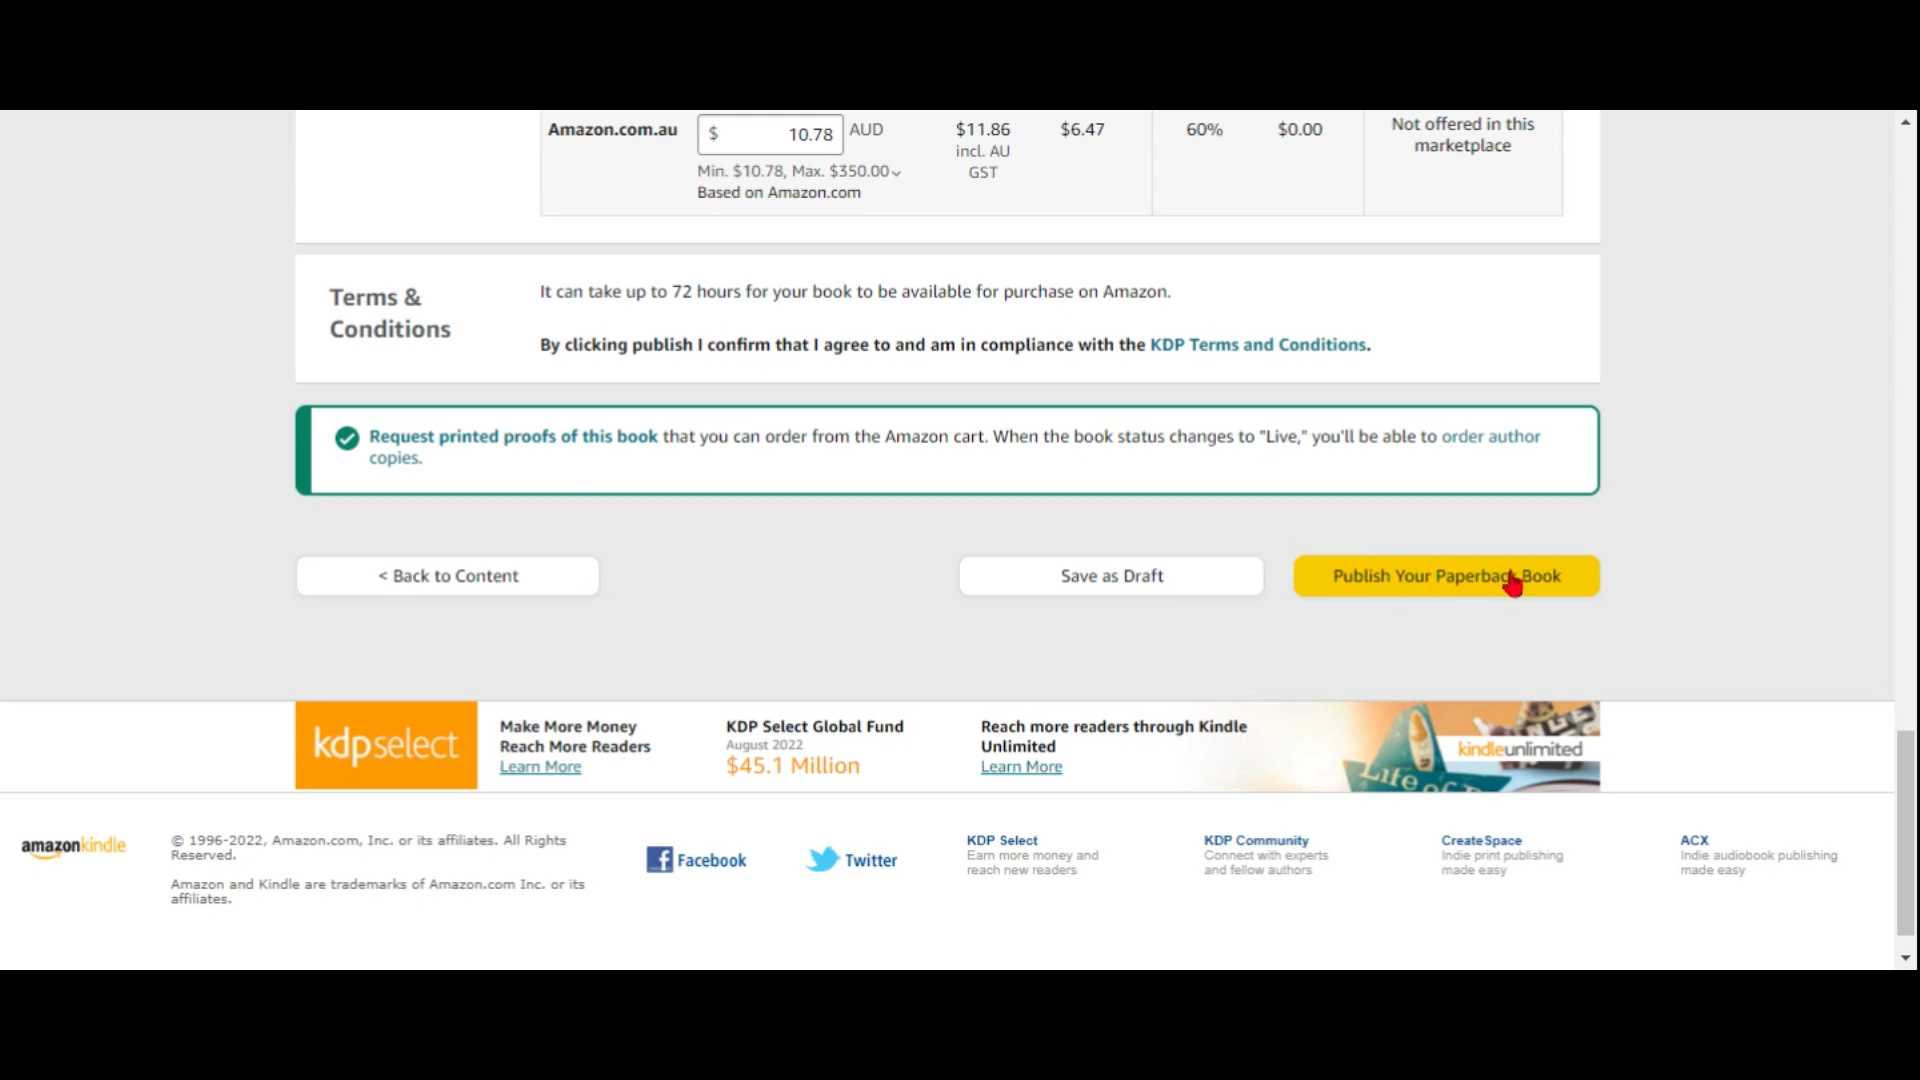 Amazon.com.au $ 10.78 AUD $11.86 $6.47 60% $0.00 Not offered in this
incl. AU marketplace
Min. $10.78, Max. $350.00 GST
Based on Amazon.com
Terms & It can take up to 72 hours for your book to be available for purchase on Amazon.
Conditions
By clicking publish I confirm that I agree to and am in compliance with the KDP Terms and Conditions.
Request printed proofs of this book that you can order from the Amazon cart. When the book status changes to "Live," you'll be able to order author
copies.
< Back to Content Save as Draft Publish Your Paperback Book
kdpselect
Make More Money
Reach More Readers
Learn More
KDP Select Global Fund
August 2022
$45.1 Million
Reach more readers through Kindle
Unlimited
Learn More
kindleunlimited
Life of
amazonkindle
© 1996-2022, Amazon.com, Inc. or its affiliates. All Rights
Reserved.
Amazon and Kindle are trademarks of Amazon.com Inc. or its
affiliates.
Facebook
Twitter
KDP Select
Earn more money and
reach new readers
KDP Community
Connect with experts
and fellow authors
CreateSpace
Indie print publishing
made easy
ACX
Indie audiobook publishing
made easy